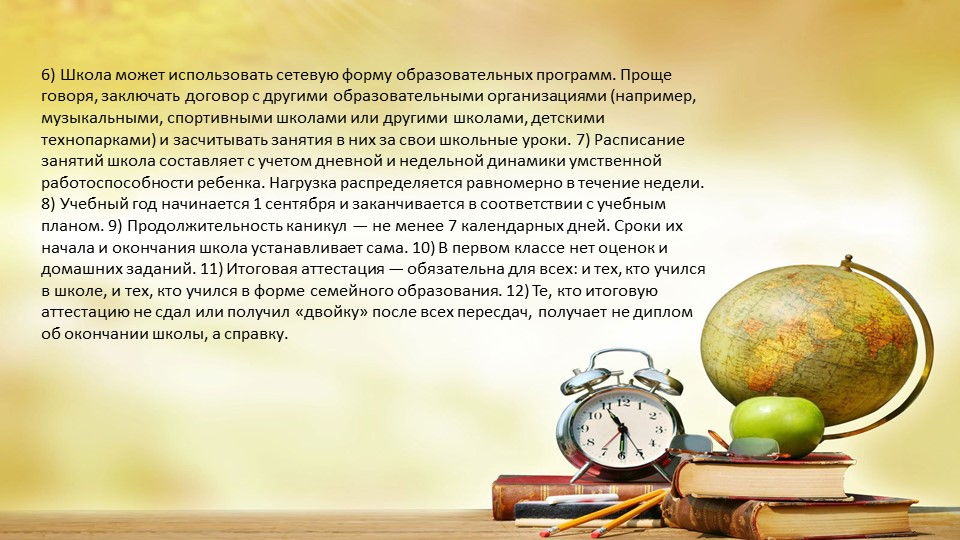 6) Школа может использовать сетевую форму образовательных программ. Проще
говоря, заключать договор с другими образовательными организациями (например,
музыкальными, спортивными школами или другими школами, детскими
технопарками) и засчитывать занятия в них за свои школьные уроки. 7) Расписание
занятий школа составляет с учетом дневной и недельной динамики умственной
работоспособности ребенка. Нагрузка распределяется равномерно в течение недели.
8) Учебный год начинается 1 сентября и заканчивается в соответствии с учебным
планом. 9) Продолжительность каникул — не менее 7 календарных дней. Сроки их
начала и окончания школа устанавливает сама. 10) В первом классе нет оценок и
домашних заданий. 11) Итоговая аттестация — обязательна для всех: и тех, кто учился
в школе, и тех, кто учился в форме семейного образования. 12) Те, кто итоговую
аттестацию не сдал или получил «двойку» после всех пересдач, получает не диплом
об окончании школы, а справку.